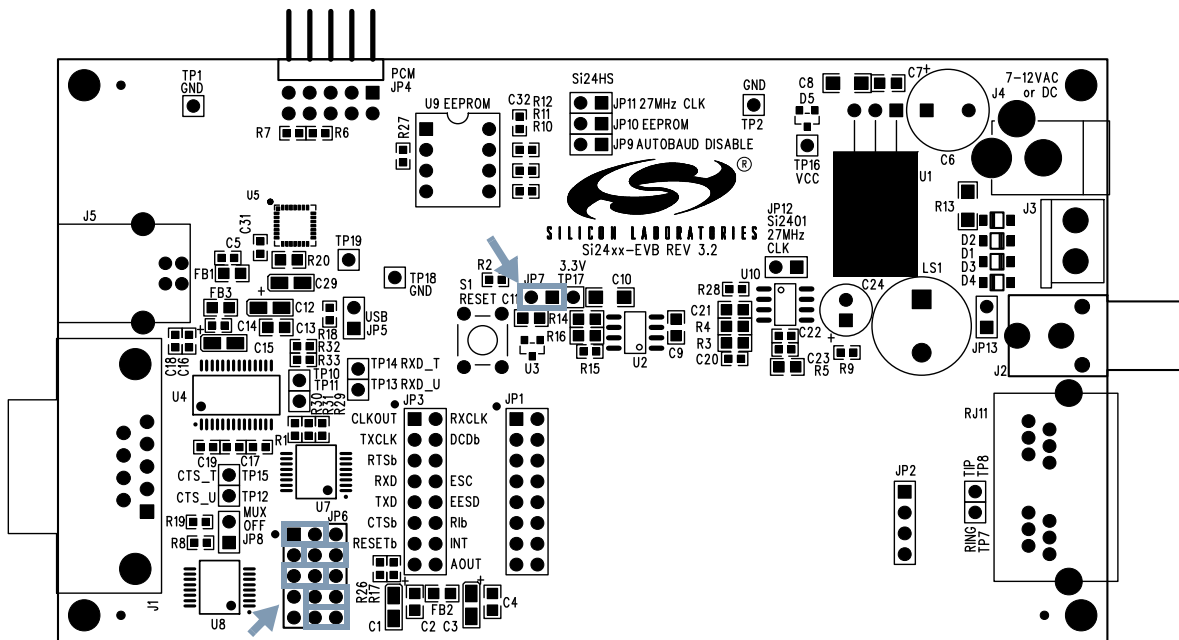 TP1
GND
PCM
JP4
R7
R6
R27
U9 EEPROM
C32
R12
R11
R10
Si24HS
JP11 27MHz CLK
JP10 EEPROM
JP9 AUTOBAUD DISABLE
GND
TP2
C8
D5
TP16
VCC
C7
+
C6
7-12VAC
or DC
J4
U1
R13
J3
D2
D1
D3
D4
®
SILICON LABORATORIES
Si24xx-EVB REV 3.2
JP12
Si2401
27MHz
CLK
J5
U5
C31
C5
FB1
R20
TP19
TP18
GND
C29
FB3
+
C12
C14
C13
C15
+
C18
C16
R18
R32
R33
USB
JP5
R2
S1
RESET
C11
JP7
3.3V
TP17
C10
R14
R16
R15
U3
U2
C9
U10
R28
C21
R4
R3
C20
C22
C23
R5
C24
+
R9
LS1
JP13
J2
U4
TP10
TP11
TP14 RXD_T
TP13 RXD_U
R30
R31
R29
R1
C19
C17
CTS_T
TP15
CTS_U
TP12
U7
MUX
OFF
JP8
R19
R8
U8
J1
JP6
JP3
JP1
CLKOUT
RXCLK
TXCLK
DCDb
RTSb
RXD
ESC
TXD
EESD
CTSb
RIb
RESETb
INT
AOUT
R26
R17
C1
+
C2
FB2
C3
+
C4
JP2
RJ11
TIP
TP8
RING
TP7